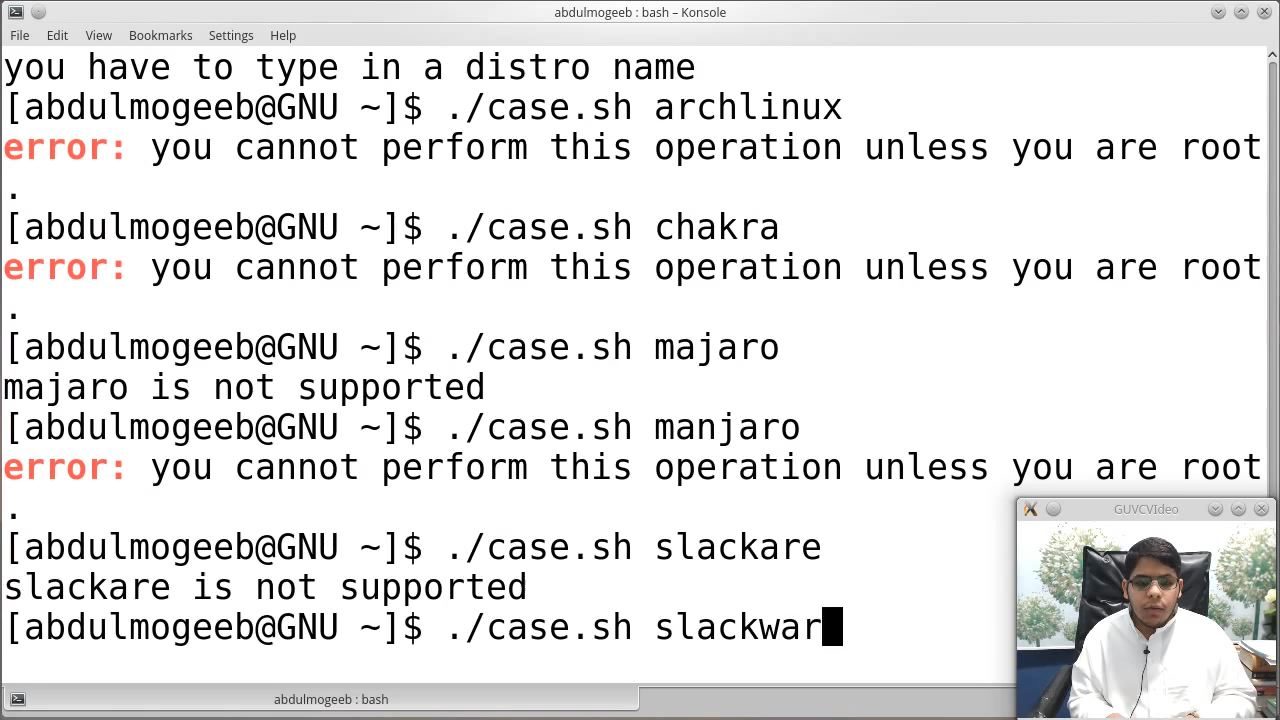 abdulmogeeb : bash – Konsole
File Edit View Bookmarks Settings Help
you have to type in a distro name
[abdulmogeeb@GNU ~]$ ./case.sh archlinux
error: you cannot perform this operation unless you are root
.
[abdulmogeeb@GNU ~]$ ./case.sh chakra
error: you cannot perform this operation unless you are root
.
[abdulmogeeb@GNU ~]$ ./case.sh majaro
majaro is not supported
[abdulmogeeb@GNU ~]$ ./case.sh manjaro
error: you cannot perform this operation unless you are root
.
[abdulmogeeb@GNU ~]$ ./case.sh slackare
slackare is not supported
[abdulmogeeb@GNU ~]$ ./case.sh slackwar
GUVCVIdeo
abdulmogeeb : bash